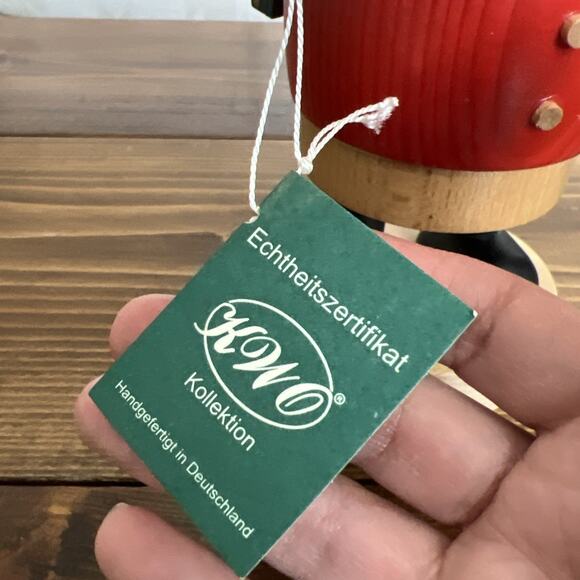 Echtheitszertifikat
KWO®
Kollektion
Handgefertigt in Deutschland